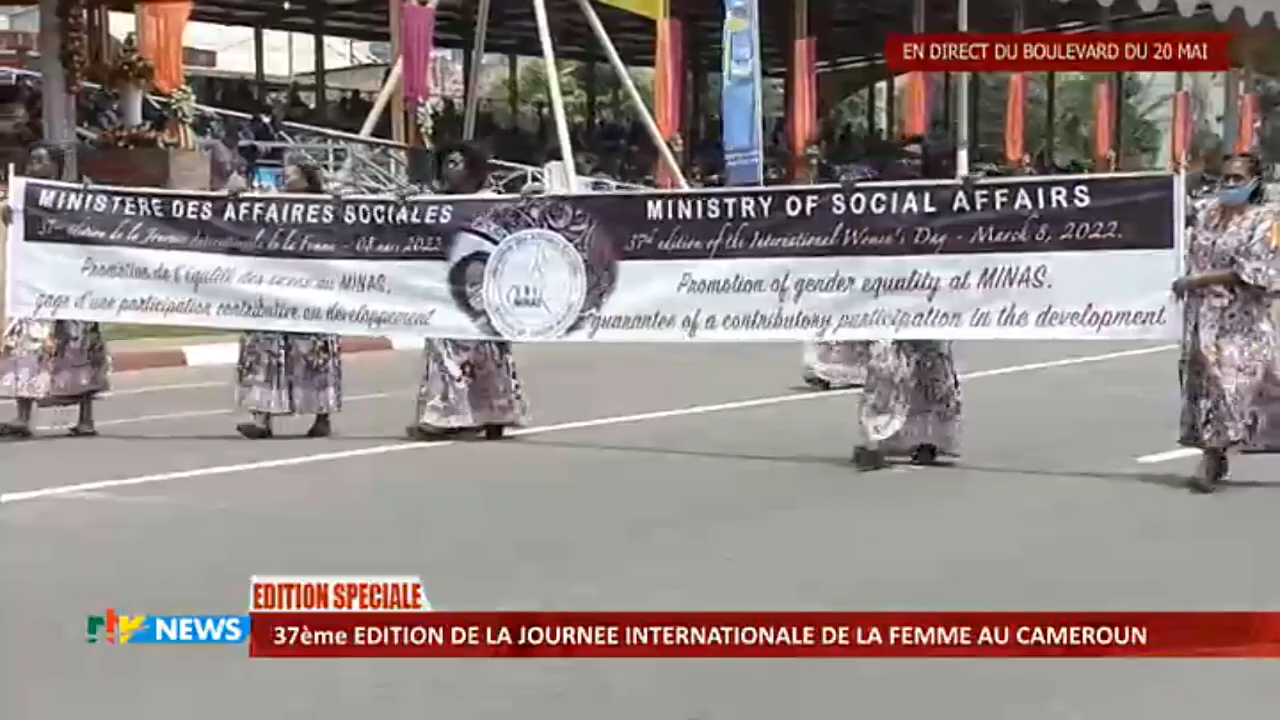 EN DIRECT DU BOULEVARD DU 20 MAI
MINISTERE DES AFFAIRES SOCIALES
37ème édition de la Journée Internationale de la Femme - 08 mars 2022
Promotion de l'égalité des sexes au MINAS,
gage d'une participation contributive au développement
MINISTRY OF SOCIAL AFFAIRS
37th edition of the International Women's Day - March 8, 2022.
Promotion of gender equality at MINAS.
guarantee of a contributory participation in the development
EDITION SPECIALE
NEWS
37ème EDITION DE LA JOURNEE INTERNATIONALE DE LA FEMME AU CAMEROUN